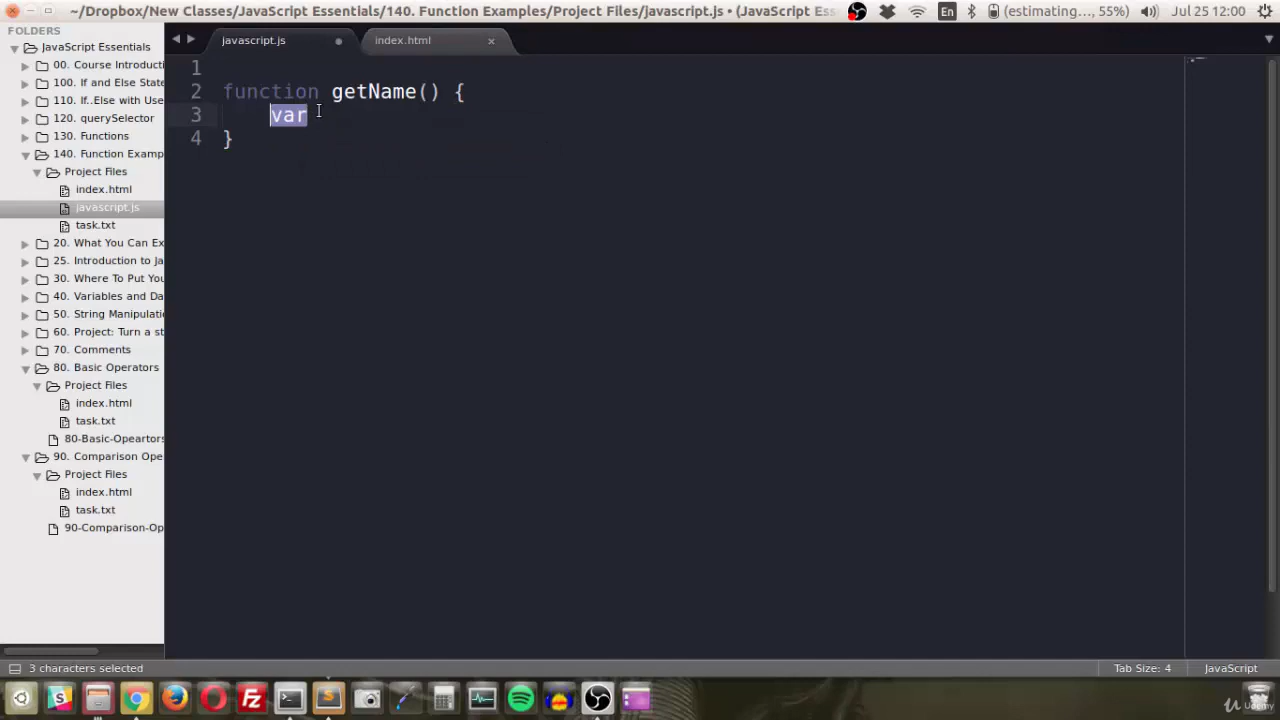 ~/Dropbox/New Classes/JavaScript Essentials/140. Function Examples/Project Files/javascript.js • (JavaScript Esse
En
(estimating…, 55%)
Jul 25 12:00
FOLDERS
JavaScript Essentials
00. Course Introducti
100. If and Else State
110. If..Else with Use
120. querySelector
130. Functions
140. Function Examp
Project Files
index.html
javascript.js
task.txt
20. What You Can Ex
25. Introduction to Ja
30. Where To Put You
40. Variables and Da
50. String Manipulati
60. Project: Turn a st
70. Comments
80. Basic Operators
Project Files
index.html
task.txt
80-Basic-Opeartors
90. Comparison Ope
Project Files
index.html
task.txt
90-Comparison-Op
javascript.js
index.html
1
2 function getName() {
3 var
4 }
3 characters selected
Tab Size: 4
JavaScript
Udemy